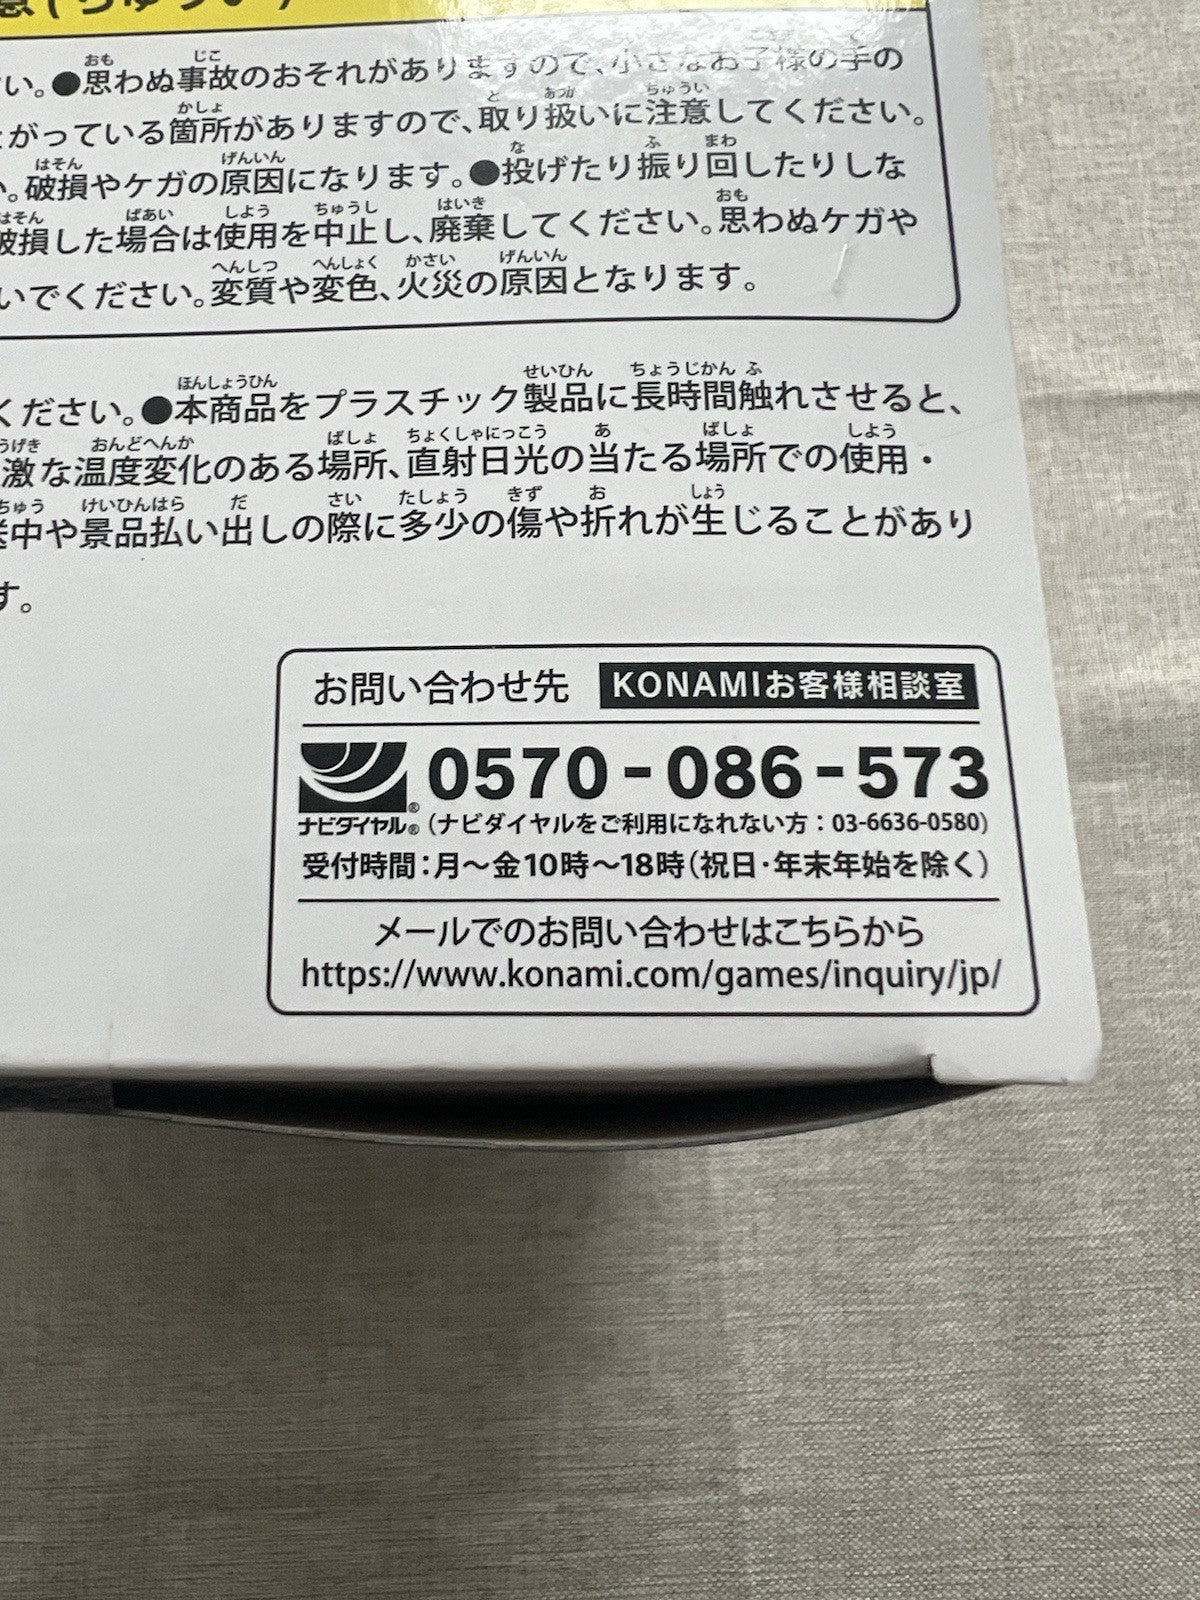 意(ちゅうい)
い。●思わぬ事故のおそれがありますので、小さなお子様の手の
がっている箇所がありますので、取り扱いに注意してください。
い。破損やケガの原因になります。●投げたり振り回したりしな
破損した場合は使用を中止し、廃棄してください。思わぬケガや
いでください。変質や変色、火災の原因となります。
ください。●本商品をプラスチック製品に長時間触れさせると、
激な温度変化のある場所、直射日光の当たる場所での使用・
送中や景品払い出しの際に多少の傷や折れが生じることがあり
す。
お問い合わせ先 KONAMIお客様相談室
0570-086-573
ナビダイヤル® (ナビダイヤルをご利用になれない方:03-6636-0580)
受付時間:月〜金10時〜18時(祝日・年末年始を除く)
メールでのお問い合わせはこちらから
https://www.konami.com/games/inquiry/jp/